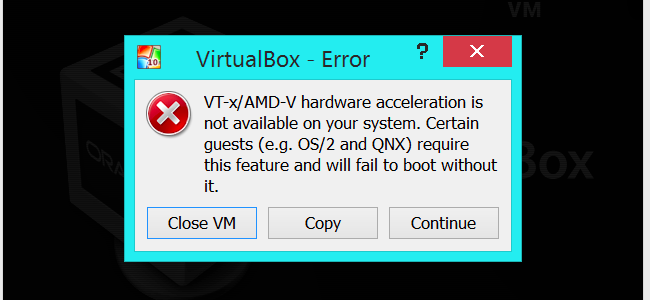 VM
VirtualBox - Error
?
10
VT-x/AMD-V hardware acceleration is
not available on your system. Certain
guests (e.g. OS/2 and QNX) require
this feature and will fail to boot without
it.
Close VM
Copy
Continue
Box